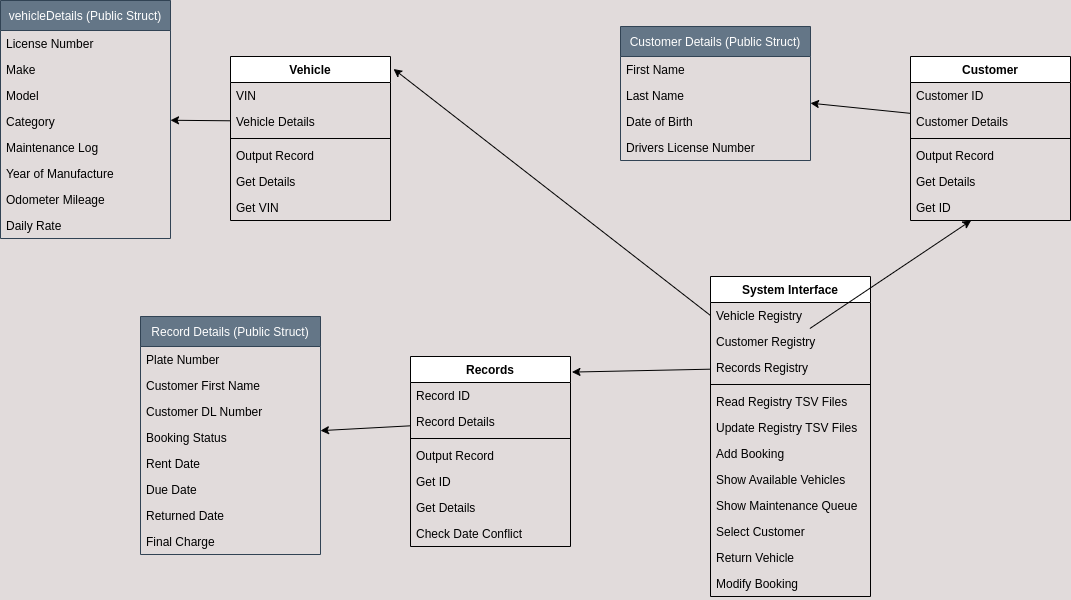 vehicleDetails (Public Struct)
License Number
Make
Model
Category
Maintenance Log
Year of Manufacture
Odometer Mileage
Daily Rate
Vehicle
VIN
Vehicle Details
Output Record
Get Details
Get VIN
Customer Details (Public Struct)
First Name
Last Name
Date of Birth
Drivers License Number
Customer
Customer ID
Customer Details
Output Record
Get Details
Get ID
Record Details (Public Struct)
Plate Number
Customer First Name
Customer DL Number
Booking Status
Rent Date
Due Date
Returned Date
Final Charge
Records
Record ID
Record Details
Output Record
Get ID
Get Details
Check Date Conflict
System Interface
Vehicle Registry
Customer Registry
Records Registry
Read Registry TSV Files
Update Registry TSV Files
Add Booking
Show Available Vehicles
Show Maintenance Queue
Select Customer
Return Vehicle
Modify Booking